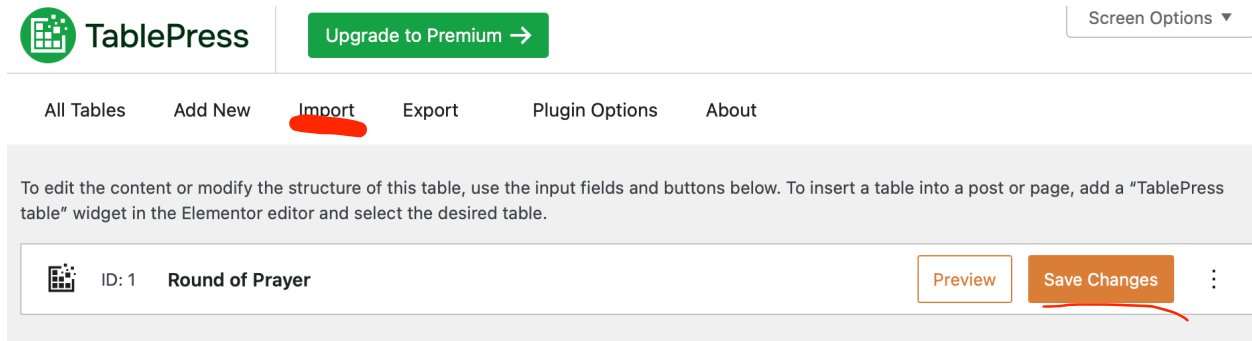 TablePress Upgrade to Premium → Screen Options ▼
All Tables Add New Import Export Plugin Options About
To edit the content or modify the structure of this table, use the input fields and buttons below. To insert a table into a post or page, add a “TablePress
table” widget in the Elementor editor and select the desired table.
ID: 1 Round of Prayer Preview Save Changes